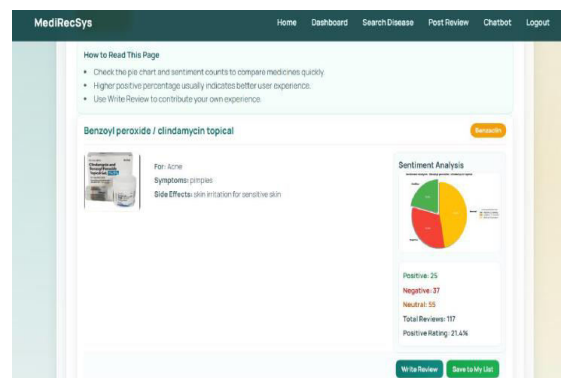 MediRecSys
Home Dashboard Search Disease Post Review Chatbot Logout
How to Read This Page
Check the pie chart and sentiment counts to compare medicines quickly.
Higher positive percentage usually indicates better user experience.
Use Write Review to contribute your own experience.
Benzoyl peroxide / clindamycin topical
Benzaclin
For: Acne
Symptoms: pimples
Side Effects: skin irritation for sensitive skin
Sentiment Analysis
Positive: 25
Negative: 37
Neutral: 55
Total Reviews: 117
Positive Rating: 21.4%
Write Review Save to My List